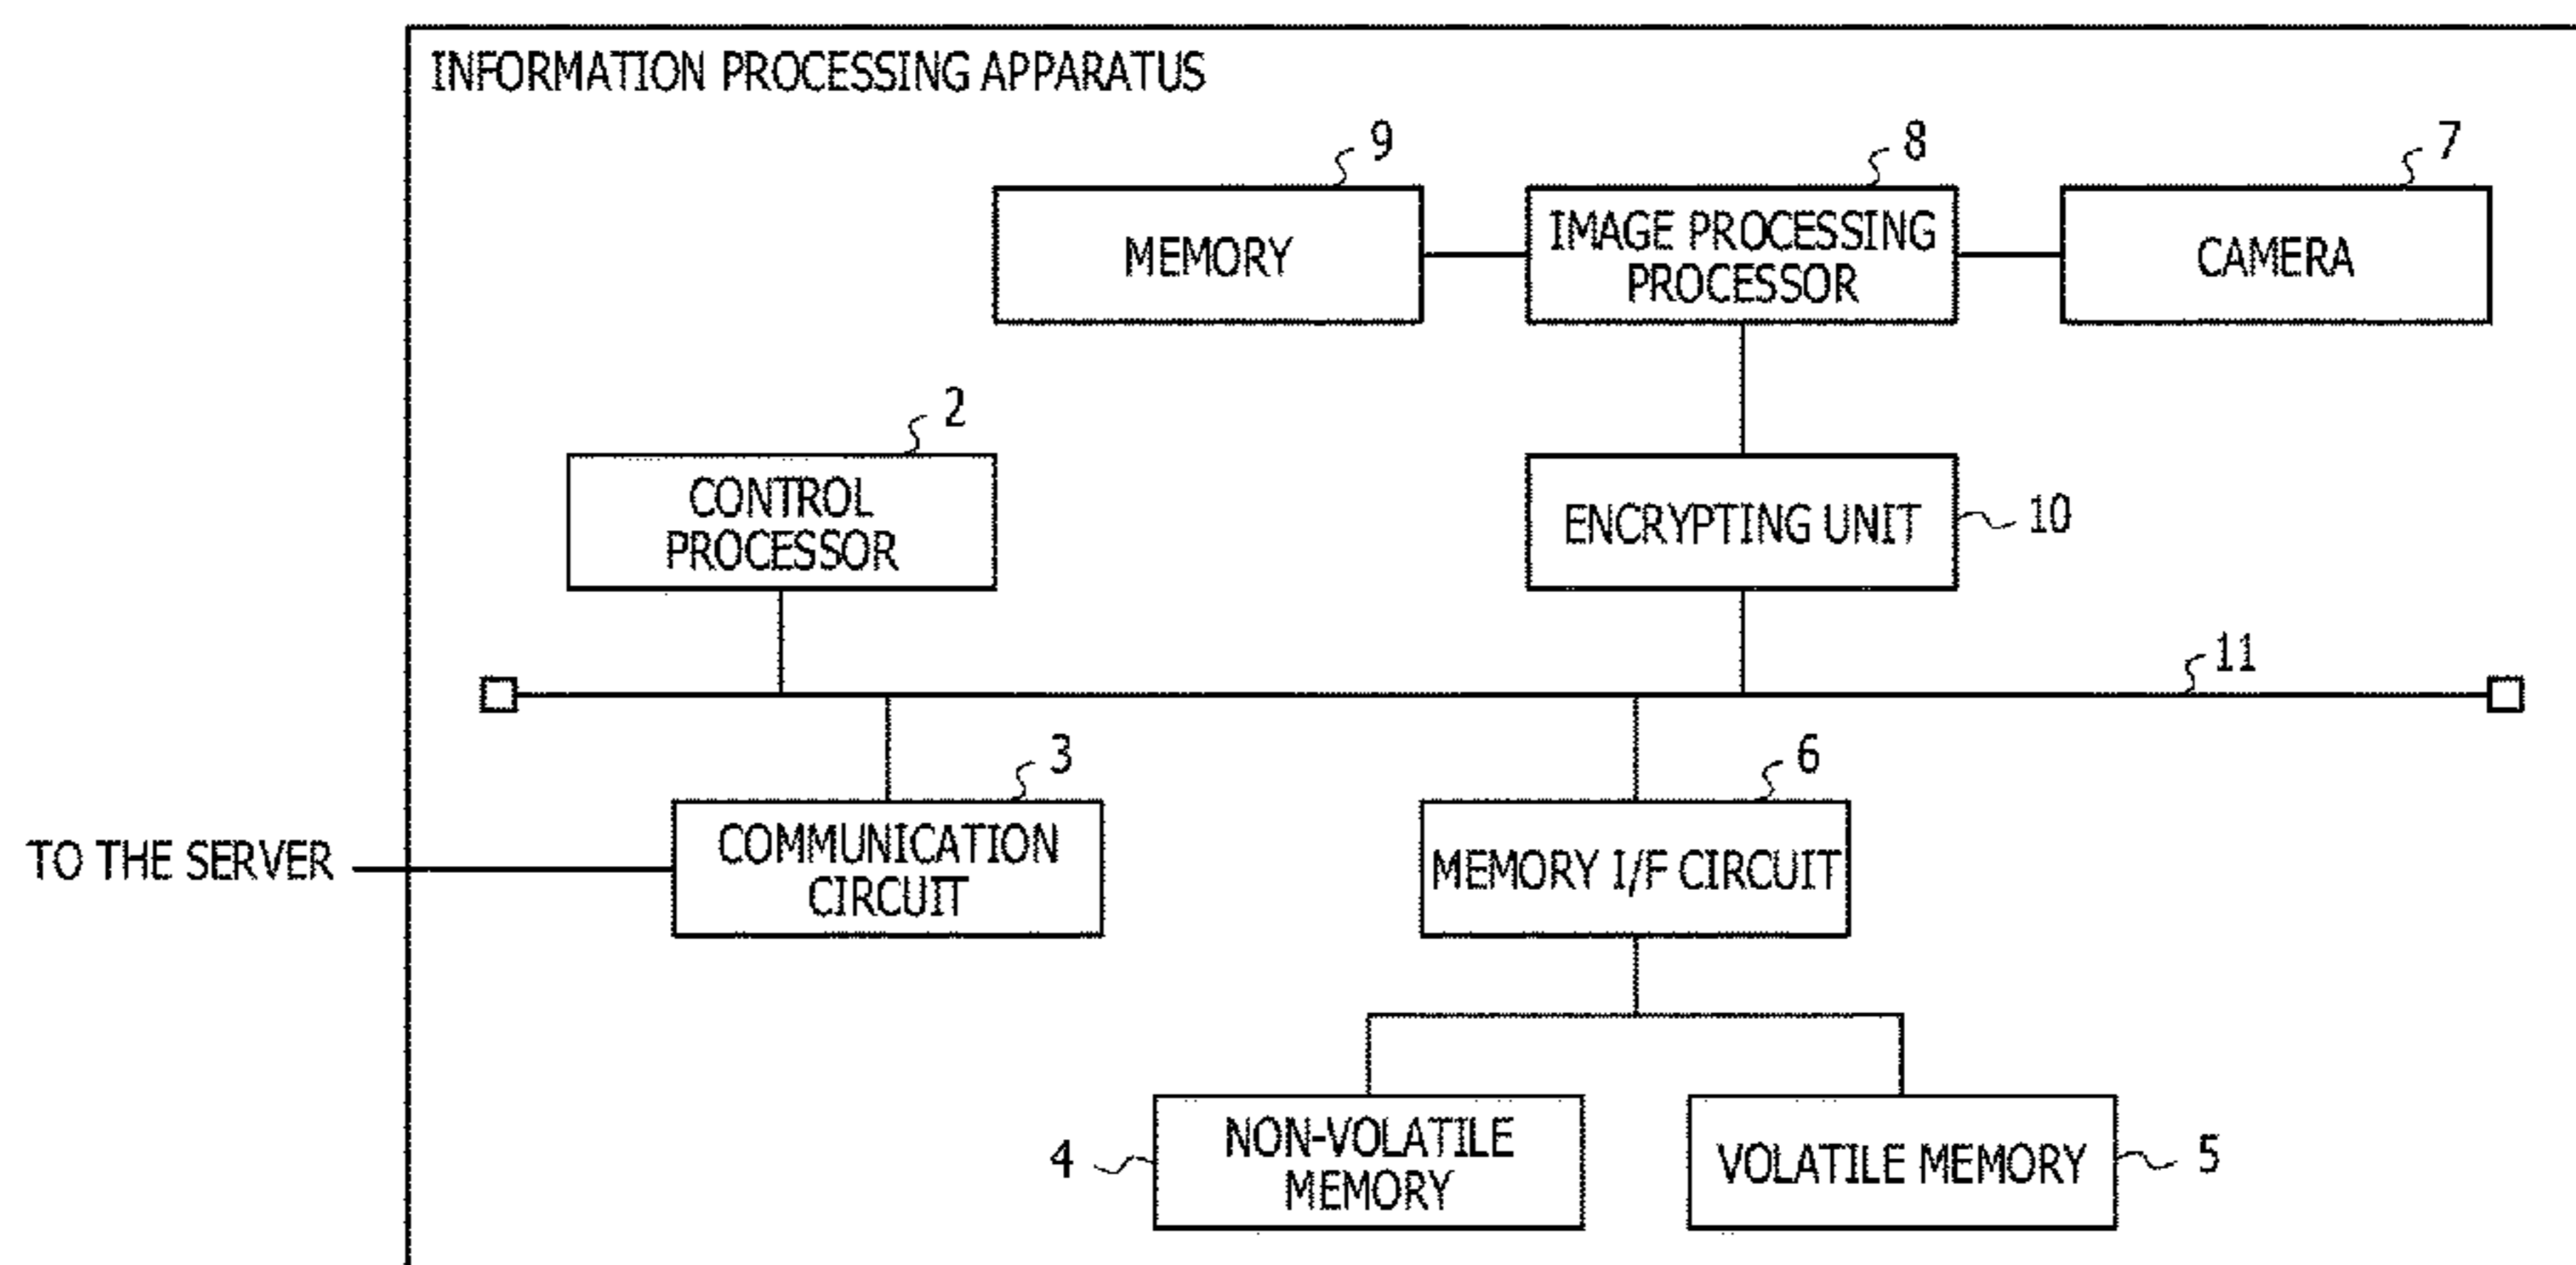 INFORMATION PROCESSING APPARATUS
9
8
7
MEMORY
IMAGE PROCESSING
PROCESSOR
CAMERA
2
CONTROL
PROCESSOR
ENCRYPTING UNIT
10
11
3
6
TO THE SERVER
COMMUNICATION
CIRCUIT
MEMORY I/F CIRCUIT
4
NON-VOLATILE
MEMORY
VOLATILE MEMORY
5